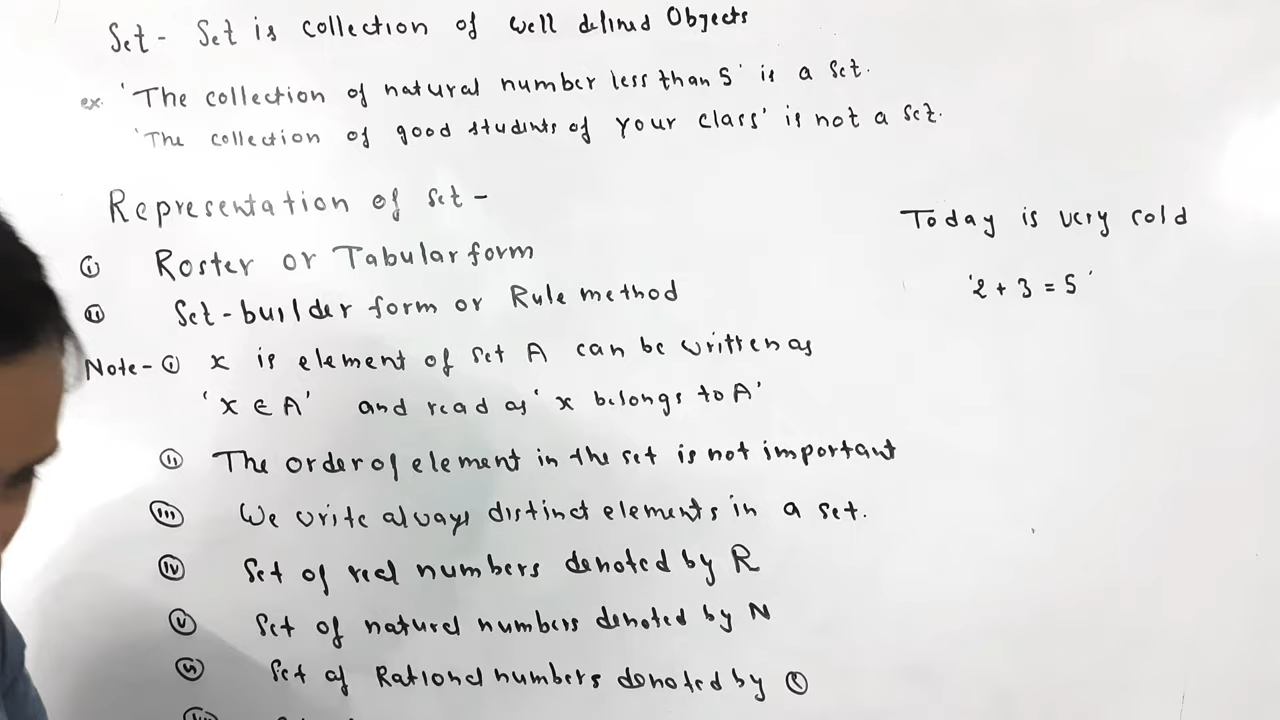 Set - Set is collection of well defined Objects
ex. 'The collection of natural number less than 5' is a set.
'The collection of good students of your class' is not a set.
Representation of set -
(i) Roster or Tabular form
(ii) Set-builder form or Rule method
Note - (i) x is element of set A can be written as
'x ∈ A' and read as 'x belongs to A'
(ii) The order of element in the set is not important
(iii) We write always distinct elements in a set.
(iv) Set of real numbers denoted by R
(v) Set of natural numbers denoted by N
(vi) Set of Rational numbers denoted by Q
Today is very cold
'2 + 3 = 5'